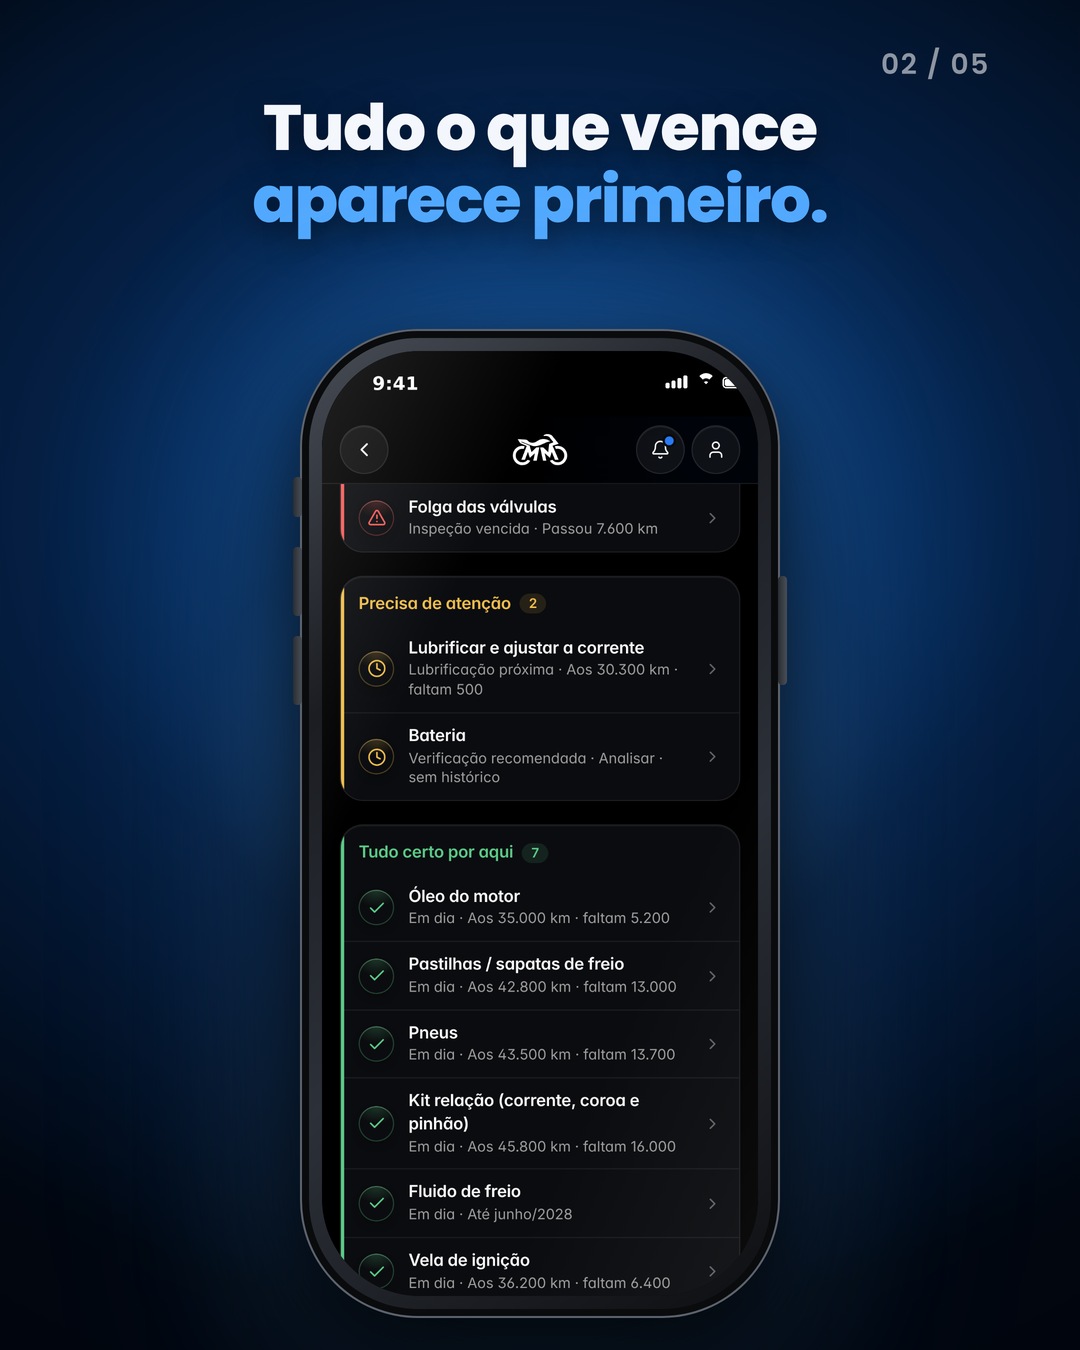 02 / 05
Tudo o que vence
aparece primeiro.
9:41
MM
Folga das válvulas
Inspeção vencida · Passou 7.600 km
Precisa de atenção 2
Lubrificar e ajustar a corrente
Lubrificação próxima · Aos 30.300 km ·
faltam 500
Bateria
Verificação recomendada · Analisar ·
sem histórico
Tudo certo por aqui 7
Óleo do motor
Em dia · Aos 35.000 km · faltam 5.200
Pastilhas / sapatas de freio
Em dia · Aos 42.800 km · faltam 13.000
Pneus
Em dia · Aos 43.500 km · faltam 13.700
Kit relação (corrente, coroa e
pinhão)
Em dia · Aos 45.800 km · faltam 16.000
Fluido de freio
Em dia · Até junho/2028
Vela de ignição
Em dia · Aos 36.200 km · faltam 6.400